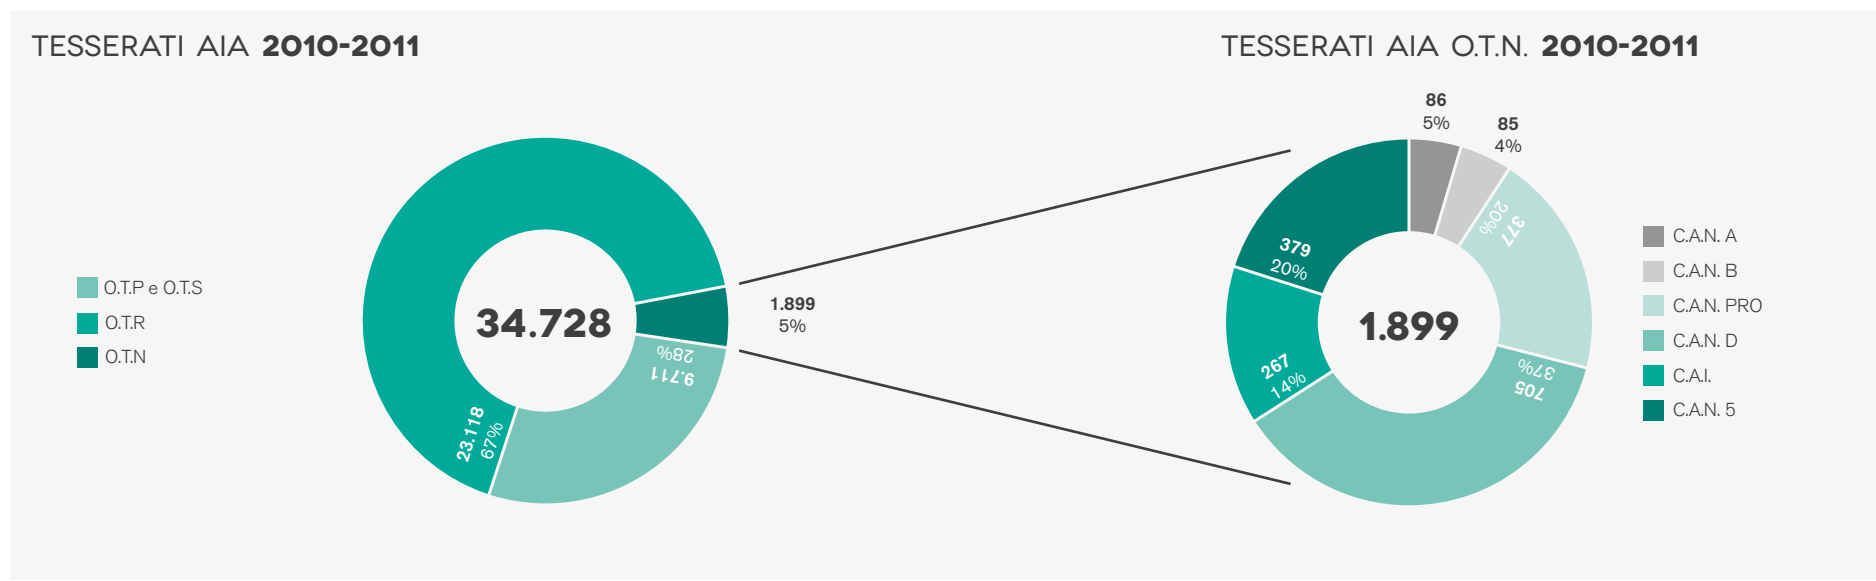 TESSERATI AIA 2010-2011
O.T.P e O.T.S
O.T.R
O.T.N
34.728
23.118
67%
9.711
28%
1.899
5%
TESSERATI AIA O.T.N. 2010-2011
86
5%
85
4%
377
20%
705
37%
267
14%
379
20%
1.899
C.A.N. A
C.A.N. B
C.A.N. PRO
C.A.N. D
C.A.I.
C.A.N. 5